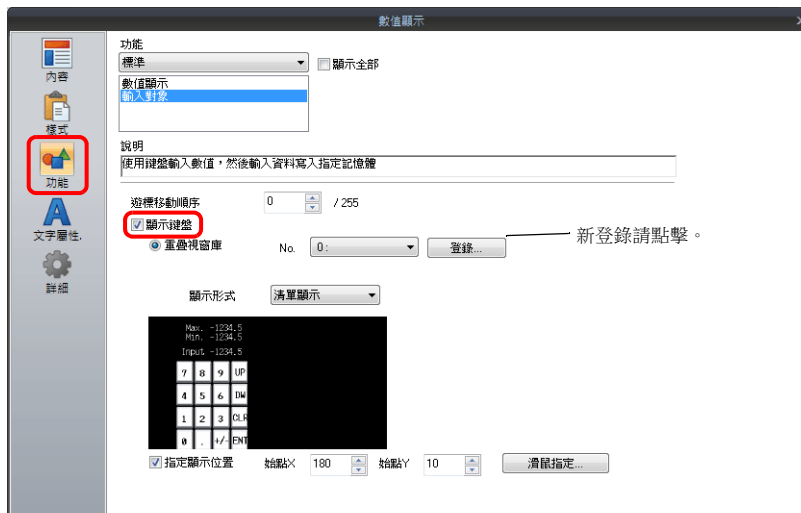 數值顯示
內容
樣式
功能
文字屬性.
詳細
功能
標準
顯示全部
數值顯示
輸入對象
說明
使用鍵盤輸入數值,然後輸入資料寫入指定記憶體
遊標移動順序 0 / 255
顯示鍵盤
重疊視窗庫 No. 0: 登錄...
新登錄請點擊。
顯示形式 清單顯示
Max. -1234.5
Min. -1234.5
Input -1234.5
7 8 9 UP
4 5 6 DW
1 2 3 CLR
0 . +/- ENT
指定顯示位置 始點X 180 始點Y 10 滑鼠指定...